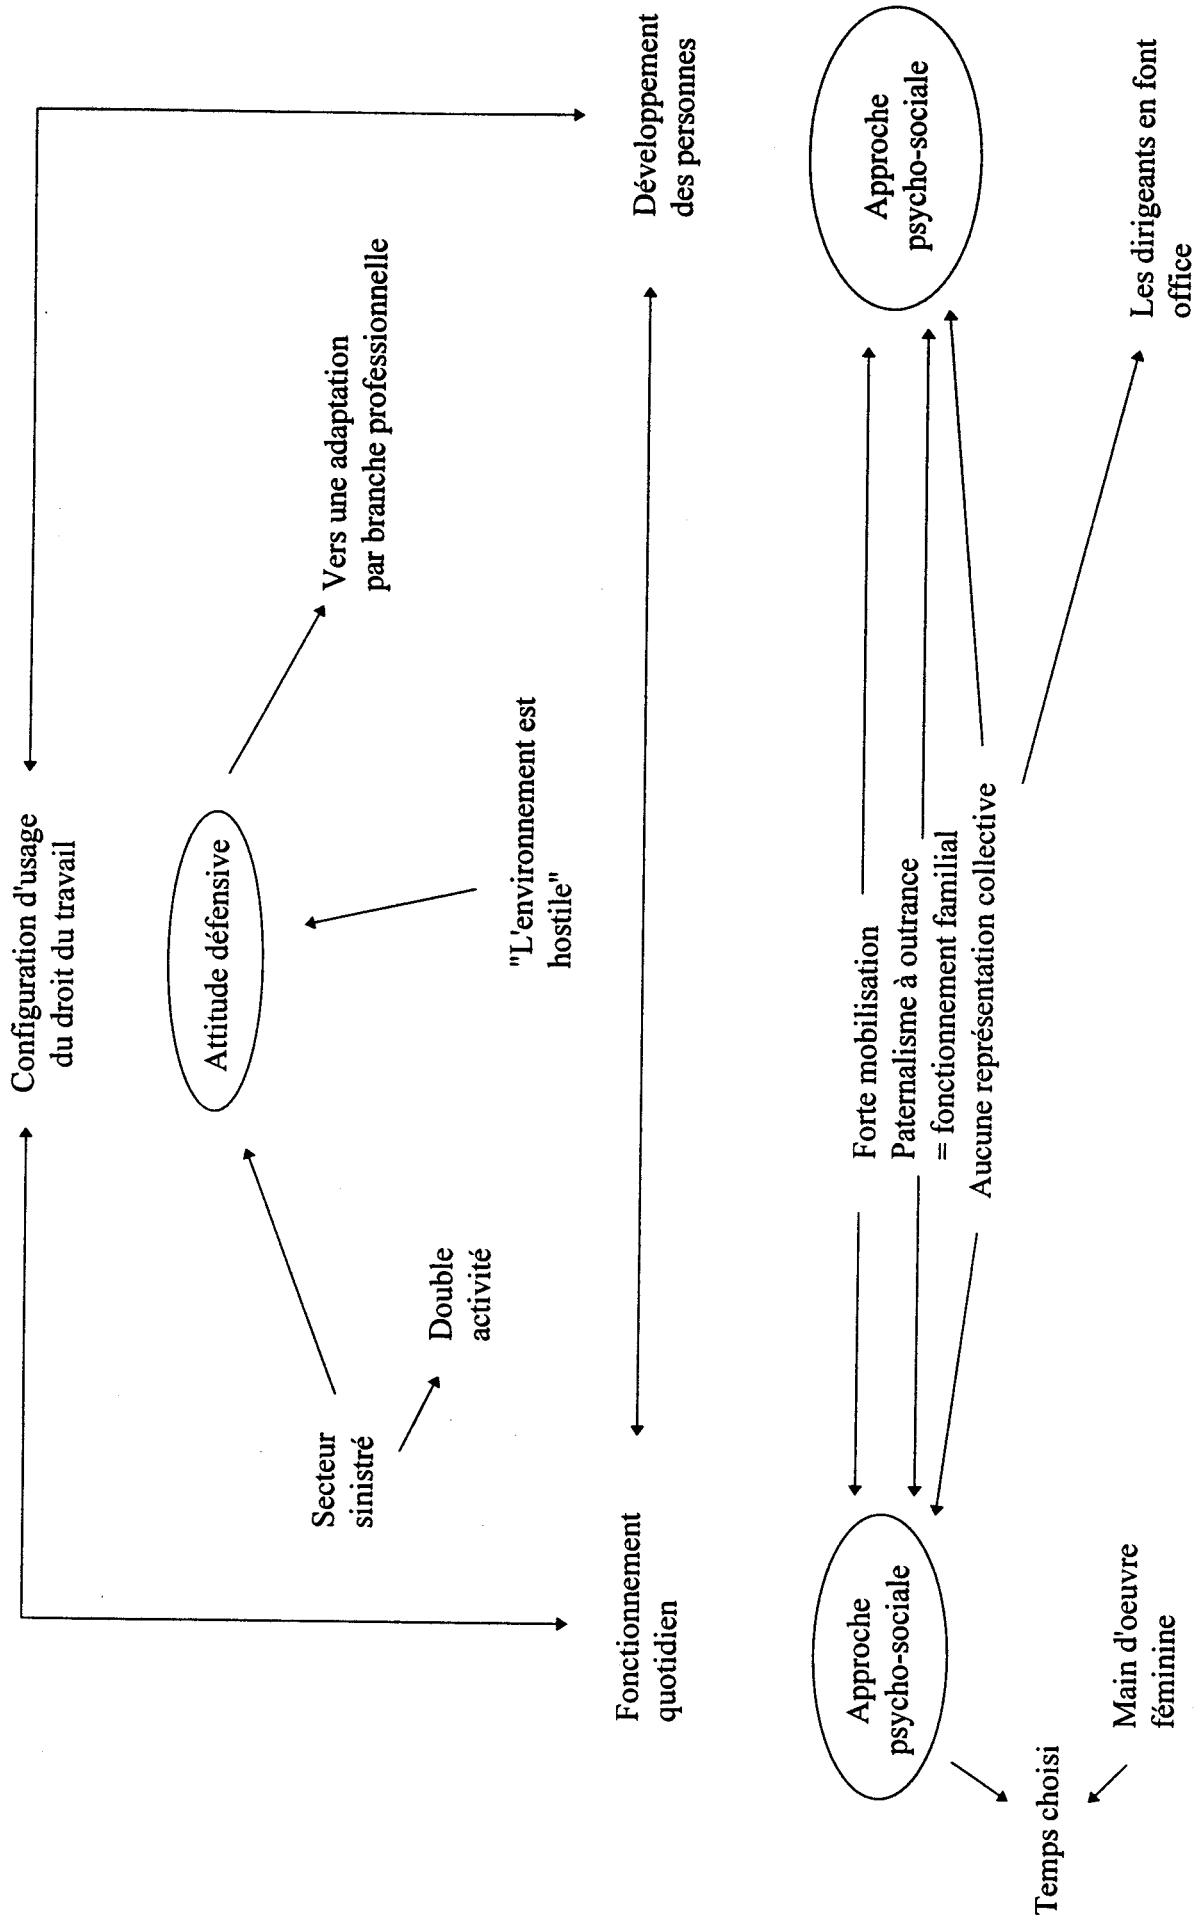 Configuration d'usage
du droit du travail
Attitude défensive
Vers une adaptation
par branche professionnelle
Secteur
sinistré
Double
activité
"L'environnement est
hostile"
Fonctionnement
quotidien
Développement
des personnes
Approche
psycho-sociale
Forte mobilisation
Paternalisme à outrance
= fonctionnement familial
Aucune représentation collective
Approche
psycho-sociale
Temps choisi
Main d'oeuvre
féminine
Les dirigeants en font
office